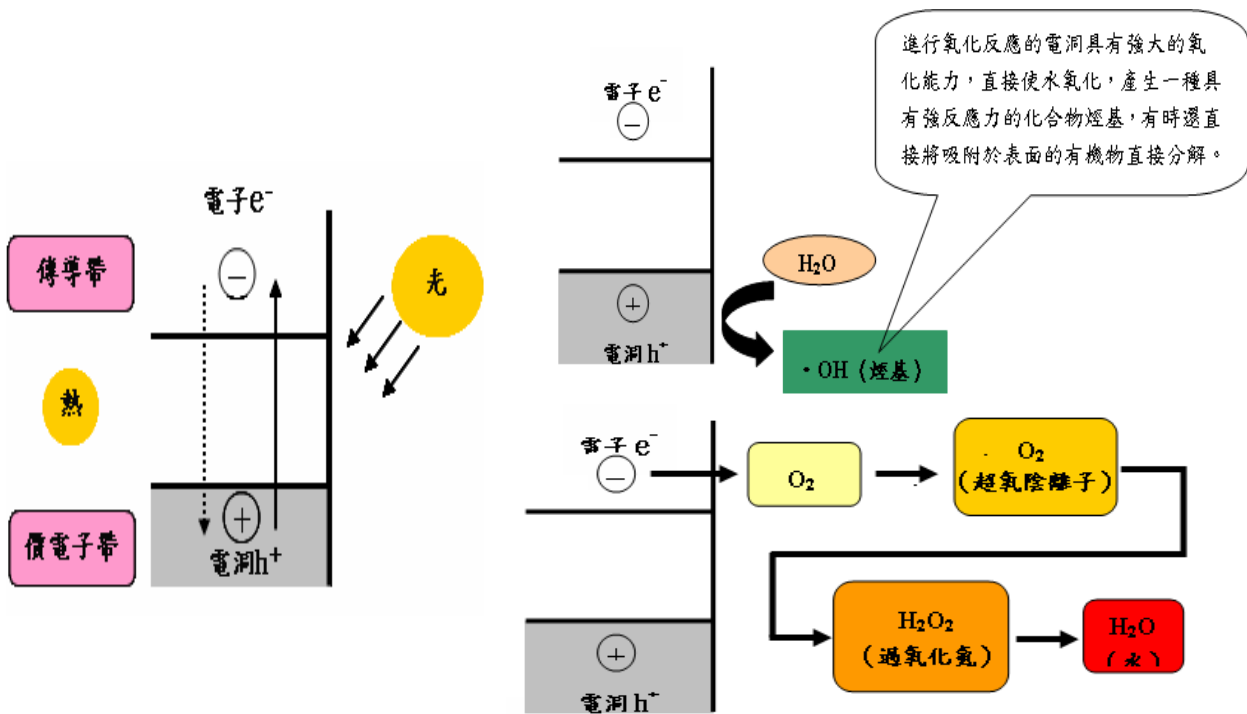 電子e⁻
傳導帶
光
熱
價電子帶
電洞h⁺
電子 e⁻
電洞h⁺
H₂O
・OH (烴基)
進行氧化反應的電洞具有強大的氧
化能力，直接使水氧化，產生一種具
有強反應力的化合物烴基，有時還直
接將吸附於表面的有機物直接分解。
電子 e⁻
O₂
O₂
(超氧陰離子)
H₂O₂
(過氧化氫)
H₂O
(水)
電洞 h⁺